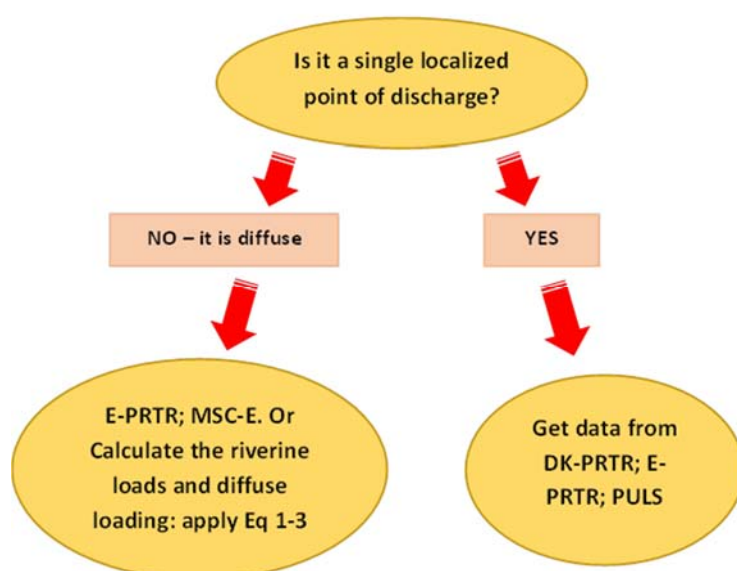 Is it a single localized
point of discharge?
NO – it is diffuse
YES
E-PRTR; MSC-E. Or
Calculate the riverine
loads and diffuse
loading: apply Eq 1-3
Get data from
DK-PRTR; E-
PRTR; PULS